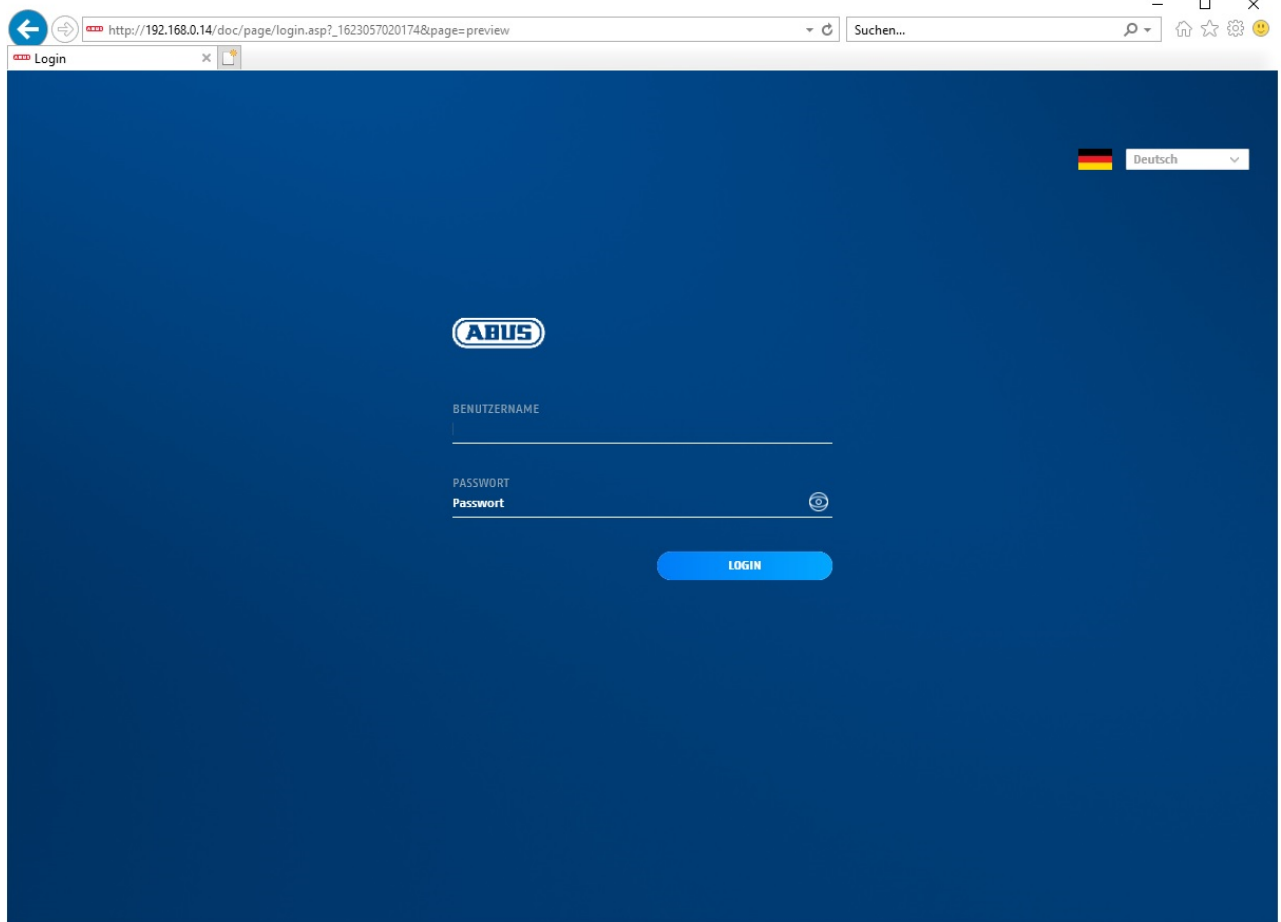 http://192.168.0.14/doc/page/login.asp?_1623057020174&page=preview
Suchen...
Login
Deutsch
ABUS
BENUTZERNAME
PASSWORT
Passwort
LOGIN